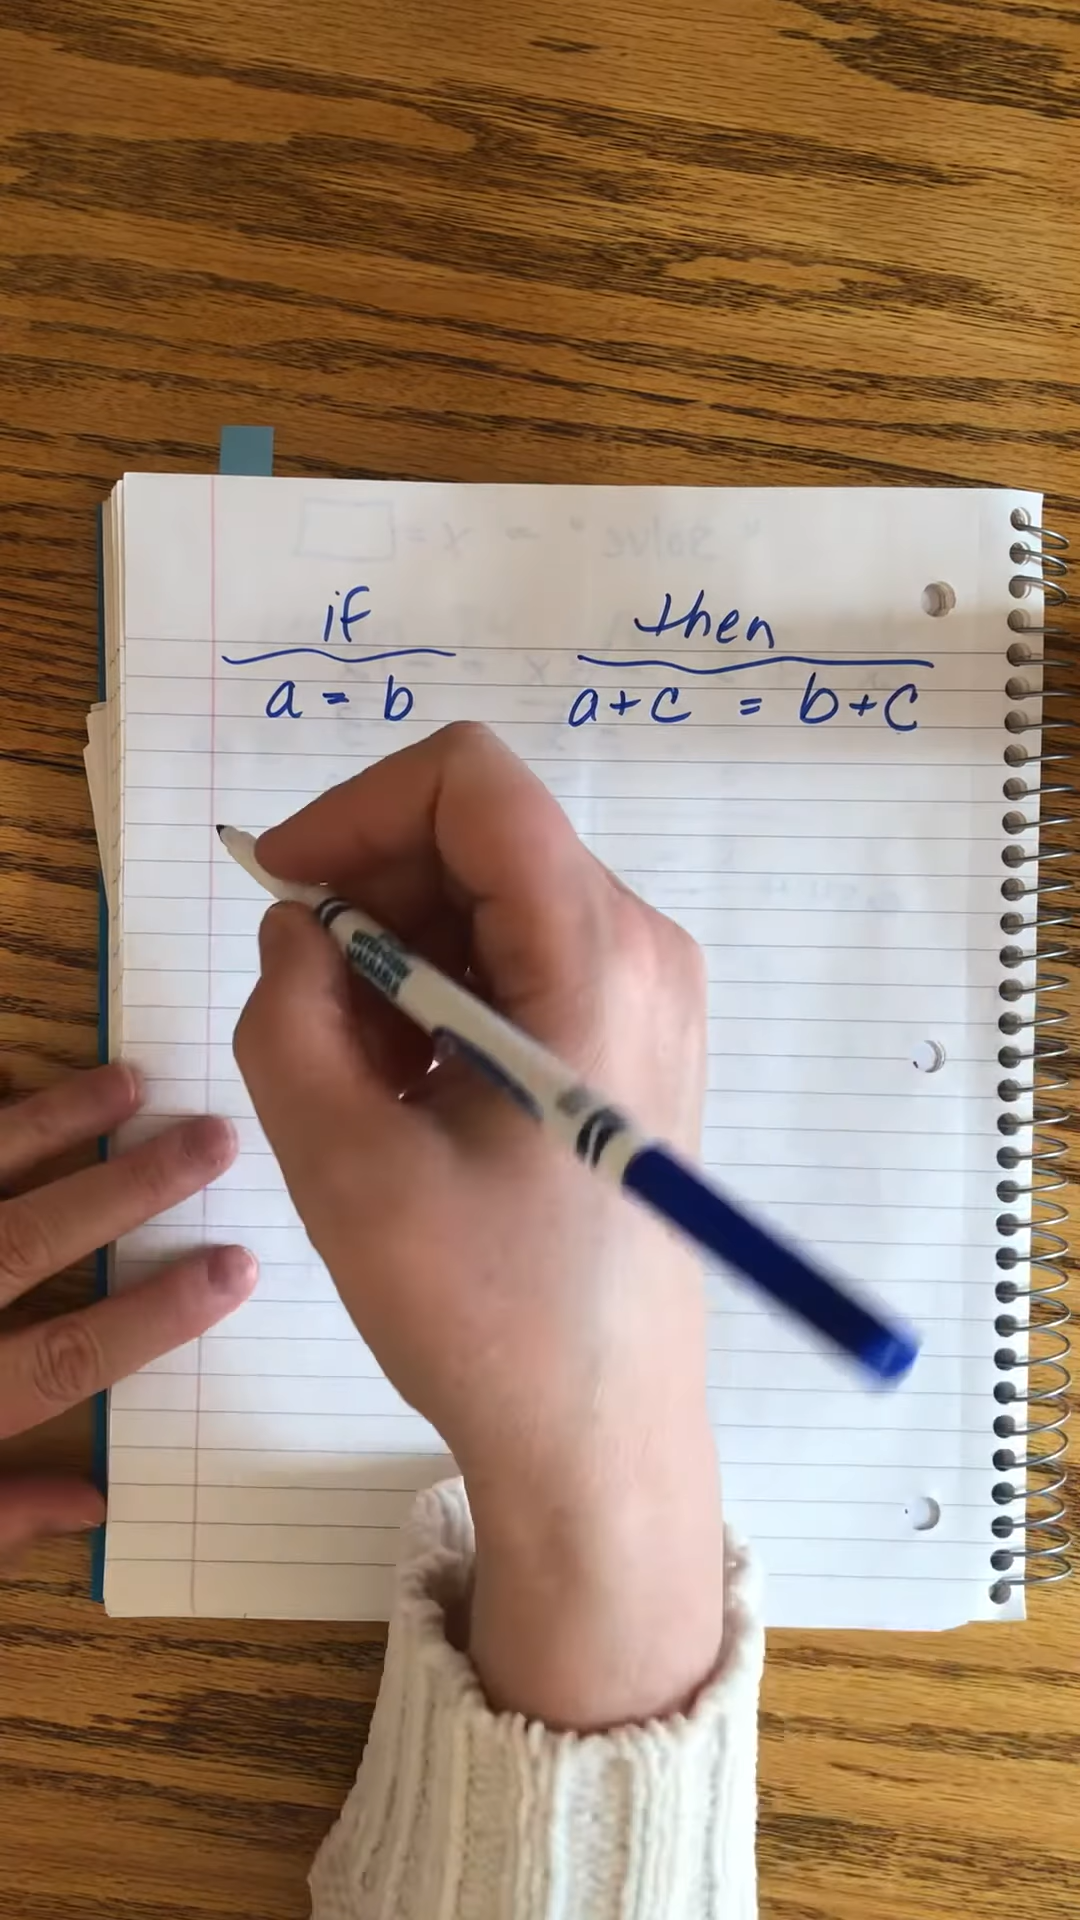 if then
a = b a+c = b+c